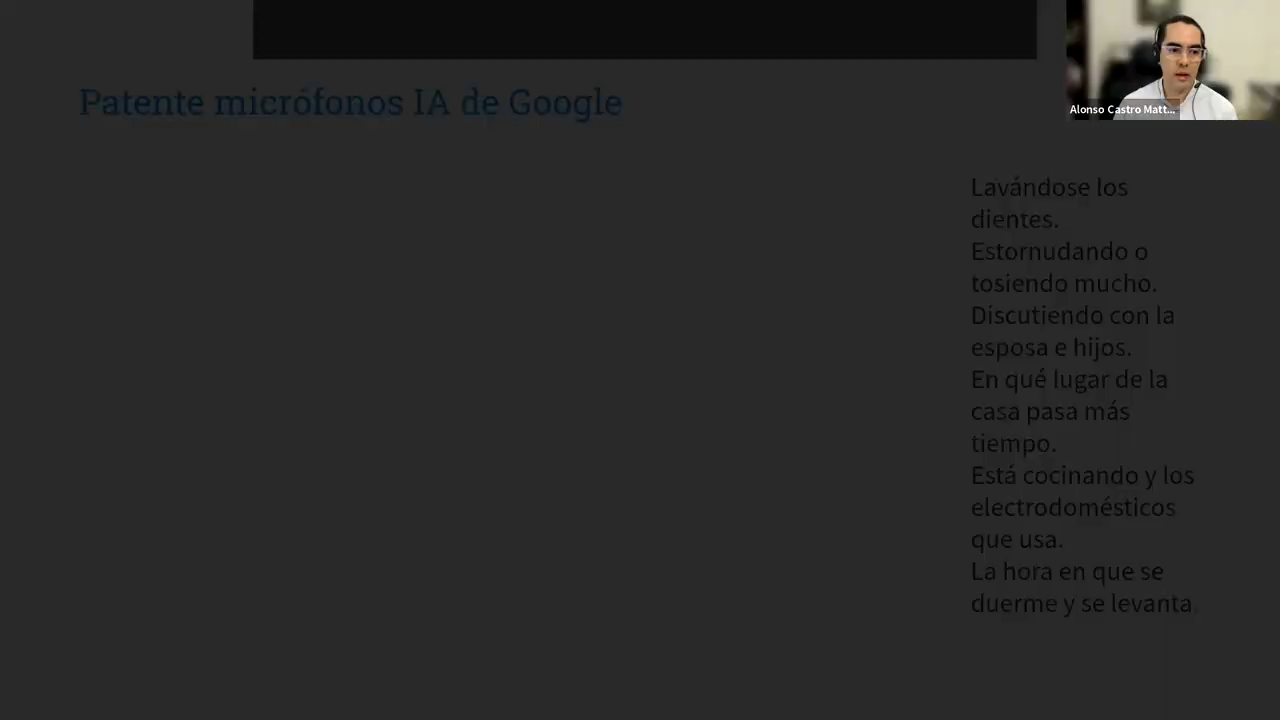 Patente micrófonos IA de Google
Alonso Castro Matt...
Lavándose los
dientes.
Estornudando o
tosiendo mucho.
Discutiendo con la
esposa e hijos.
En qué lugar de la
casa pasa más
tiempo.
Está cocinando y los
electrodomésticos
que usa.
La hora en que se
duerme y se levanta